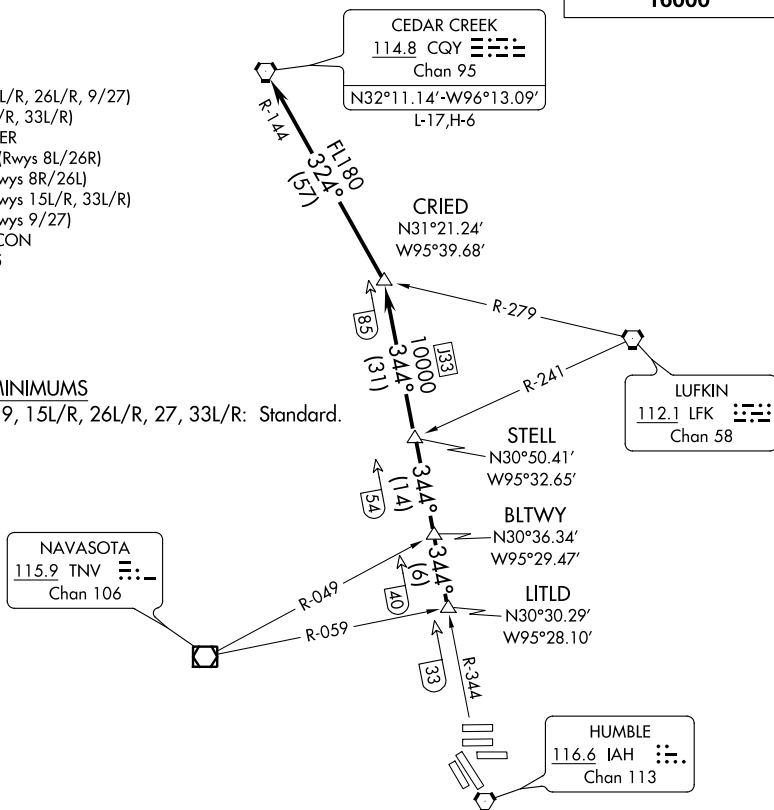 16000
CEDAR CREEK
114.8 CQY
Chan 95
N32°11.14'-W96°13.09'
L-17,H-6
L/R, 26L/R, 9/27)
/R, 33L/R)
ER
(Rwys 8L/26R)
wys 8R/26L)
wys 15L/R, 33L/R)
wys 9/27)
CON
R-144
FL180
324°
(57)
CRIED
N31°21.24'
W95°39.68'
R-279
85
J33
10000
344°
(31)
R-241
LUFKIN
112.1 LFK
Chan 58
MINIMUMS
9, 15L/R, 26L/R, 27, 33L/R: Standard.
STELL
N30°50.41'
W95°32.65'
54
344°
(14)
BLTWY
N30°36.34'
W95°29.47'
NAVASOTA
115.9 TNV
Chan 106
R-049
40
344°
(6)
LITLD
N30°30.29'
W95°28.10'
R-059
33
R-344
HUMBLE
116.6 IAH
Chan 113